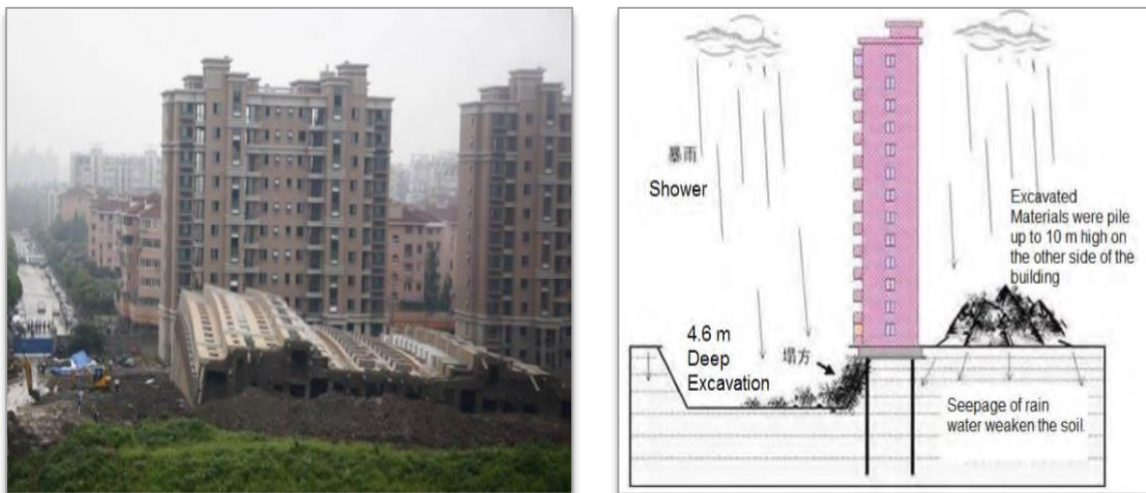 暴雨
Shower
Excavated
Materials were pile
up to 10 m high on
the other side of the
building
4.6 m
Deep
Excavation
塌方
Seepage of rain
water weaken the soil.